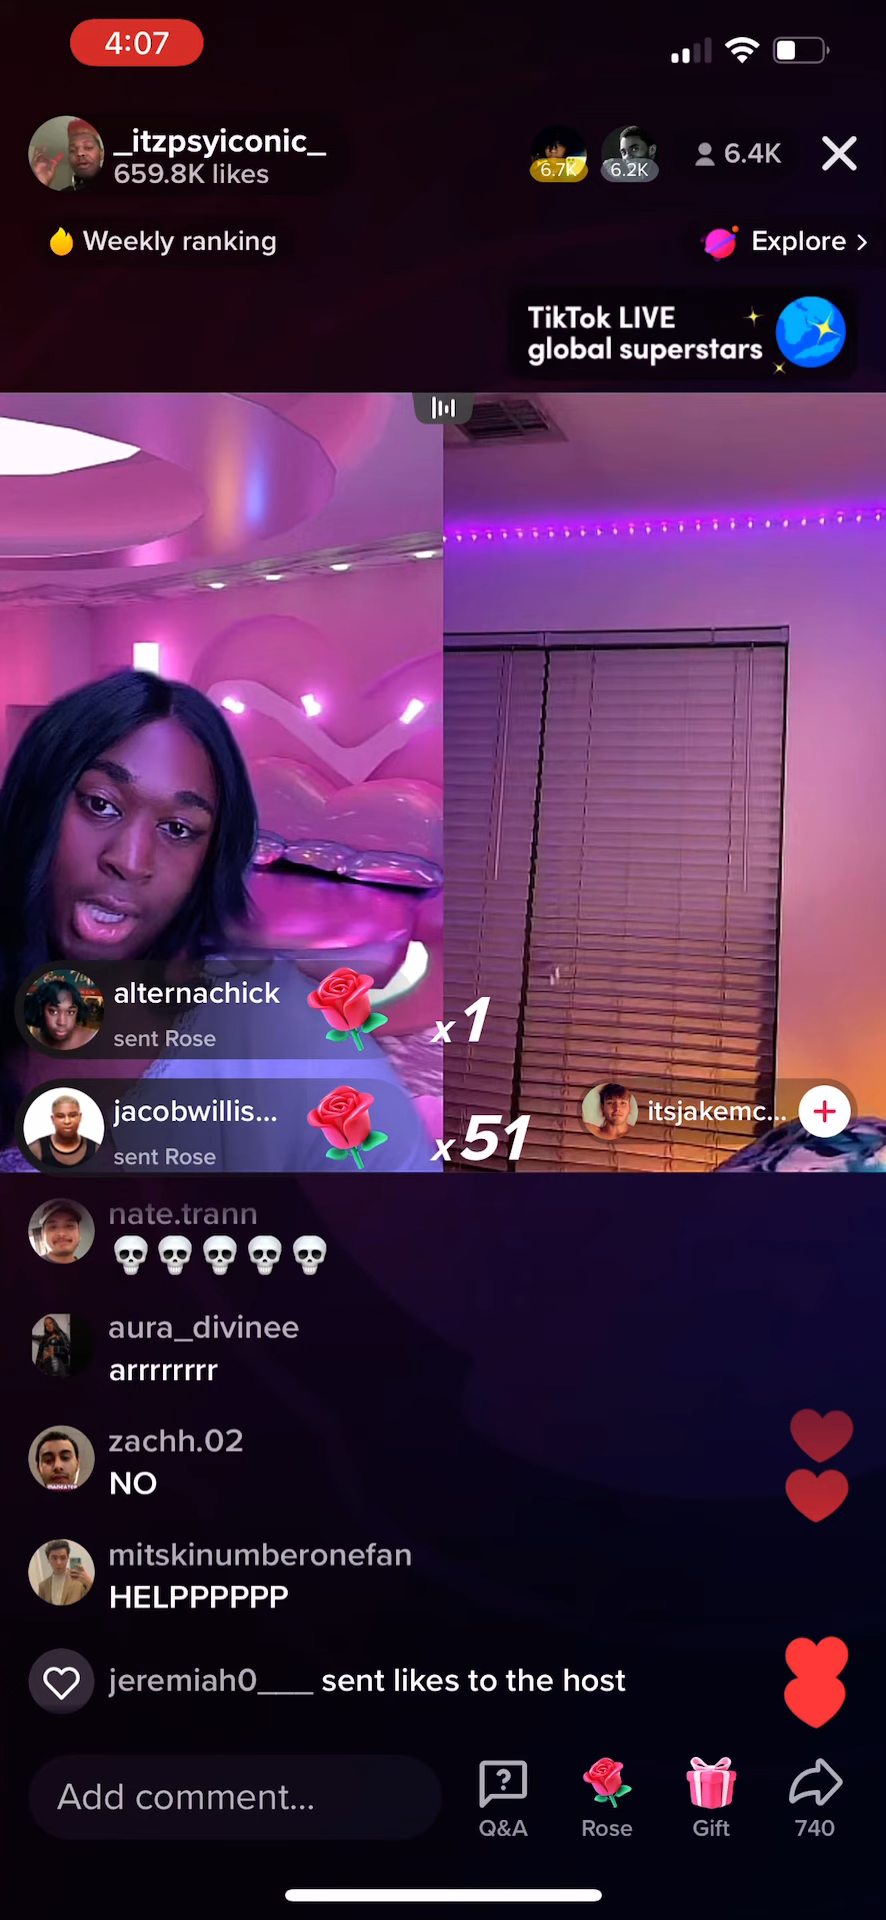 4:07
_itzpsyiconic_
659.8K likes
6.7K
6.2K
6.4K
Weekly ranking
Explore >
TikTok LIVE
global superstars
alternachick
sent Rose
x1
jacobwillis...
sent Rose
x51
itsjakemc...
nate.trann
💀💀💀💀💀
aura_divinee
arrrrrrrr
zachh.02
NO
mitskinumberonefan
HELPPPPPP
jeremiah0___ sent likes to the host
Add comment...
Q&A
Rose
Gift
740